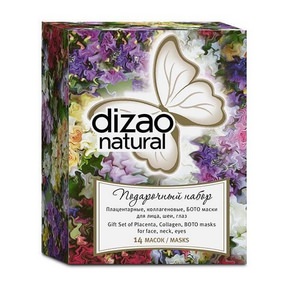 dizao
natural
Подарочный набор
Плацентарные, коллагеновые, БОТО маски
для лица, шеи, глаз
Gift Set of Placenta, Collagen, BOTO masks
for face, neck, eyes
14 МАСОК / MASKS